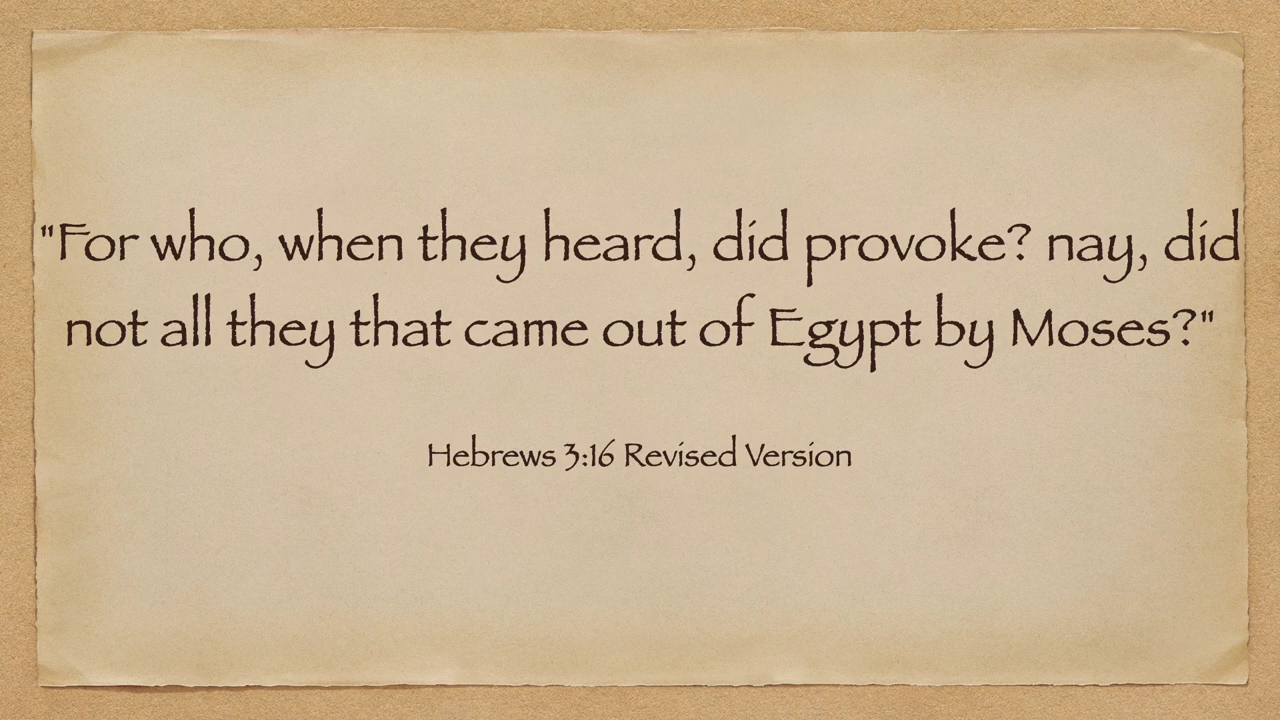 "For who, when they heard, did provoke? nay, did
not all they that came out of Egypt by Moses?"
Hebrews 3:16 Revised Version